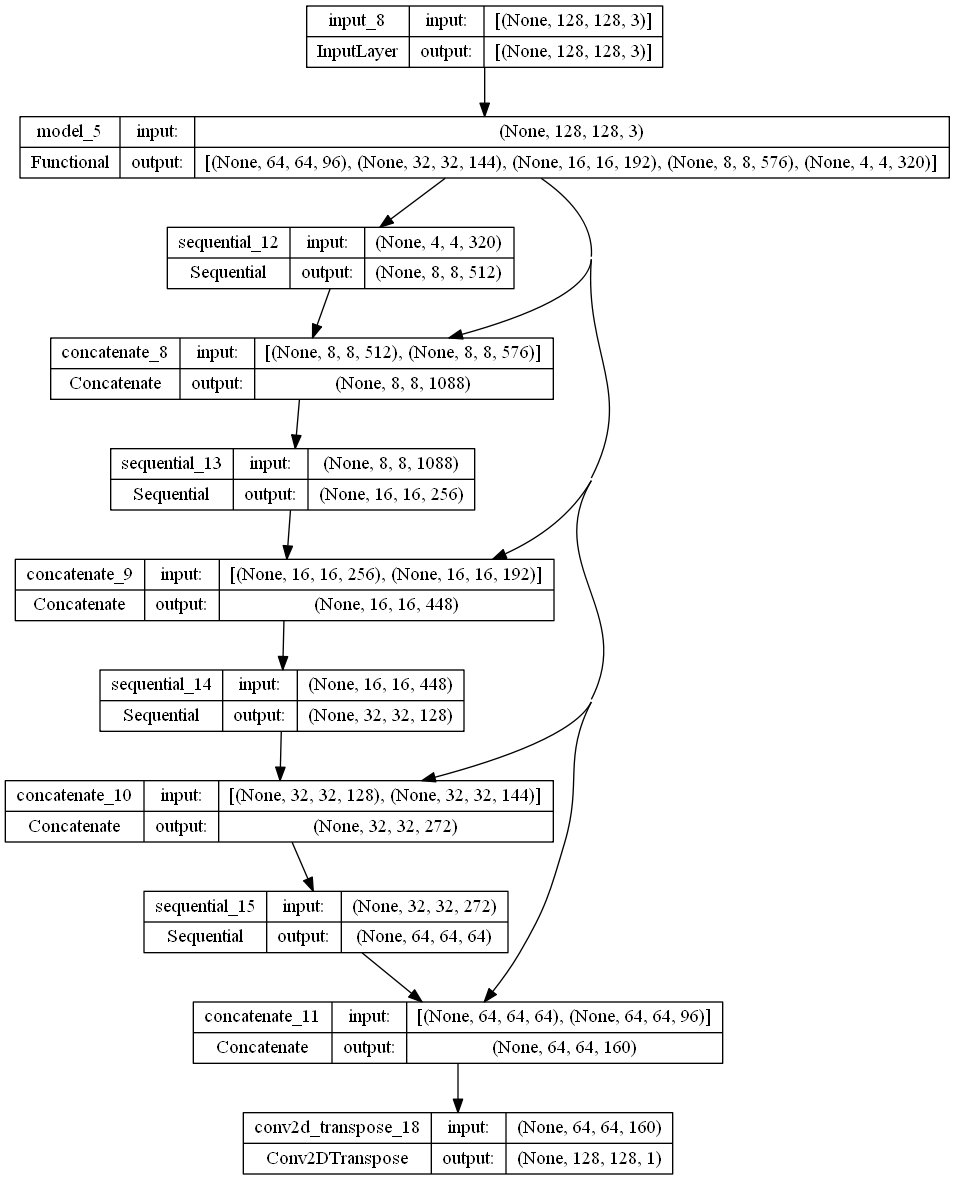 input_8 input: [(None, 128, 128, 3)]
InputLayer output: [(None, 128, 128, 3)]
model_5 input: (None, 128, 128, 3)
Functional output: [(None, 64, 64, 96), (None, 32, 32, 144), (None, 16, 16, 192), (None, 8, 8, 576), (None, 4, 4, 320)]
sequential_12 input: (None, 4, 4, 320)
Sequential output: (None, 8, 8, 512)
concatenate_8 input: [(None, 8, 8, 512), (None, 8, 8, 576)]
Concatenate output: (None, 8, 8, 1088)
sequential_13 input: (None, 8, 8, 1088)
Sequential output: (None, 16, 16, 256)
concatenate_9 input: [(None, 16, 16, 256), (None, 16, 16, 192)]
Concatenate output: (None, 16, 16, 448)
sequential_14 input: (None, 16, 16, 448)
Sequential output: (None, 32, 32, 128)
concatenate_10 input: [(None, 32, 32, 128), (None, 32, 32, 144)]
Concatenate output: (None, 32, 32, 272)
sequential_15 input: (None, 32, 32, 272)
Sequential output: (None, 64, 64, 64)
concatenate_11 input: [(None, 64, 64, 64), (None, 64, 64, 96)]
Concatenate output: (None, 64, 64, 160)
conv2d_transpose_18 input: (None, 64, 64, 160)
Conv2DTranspose output: (None, 128, 128, 1)